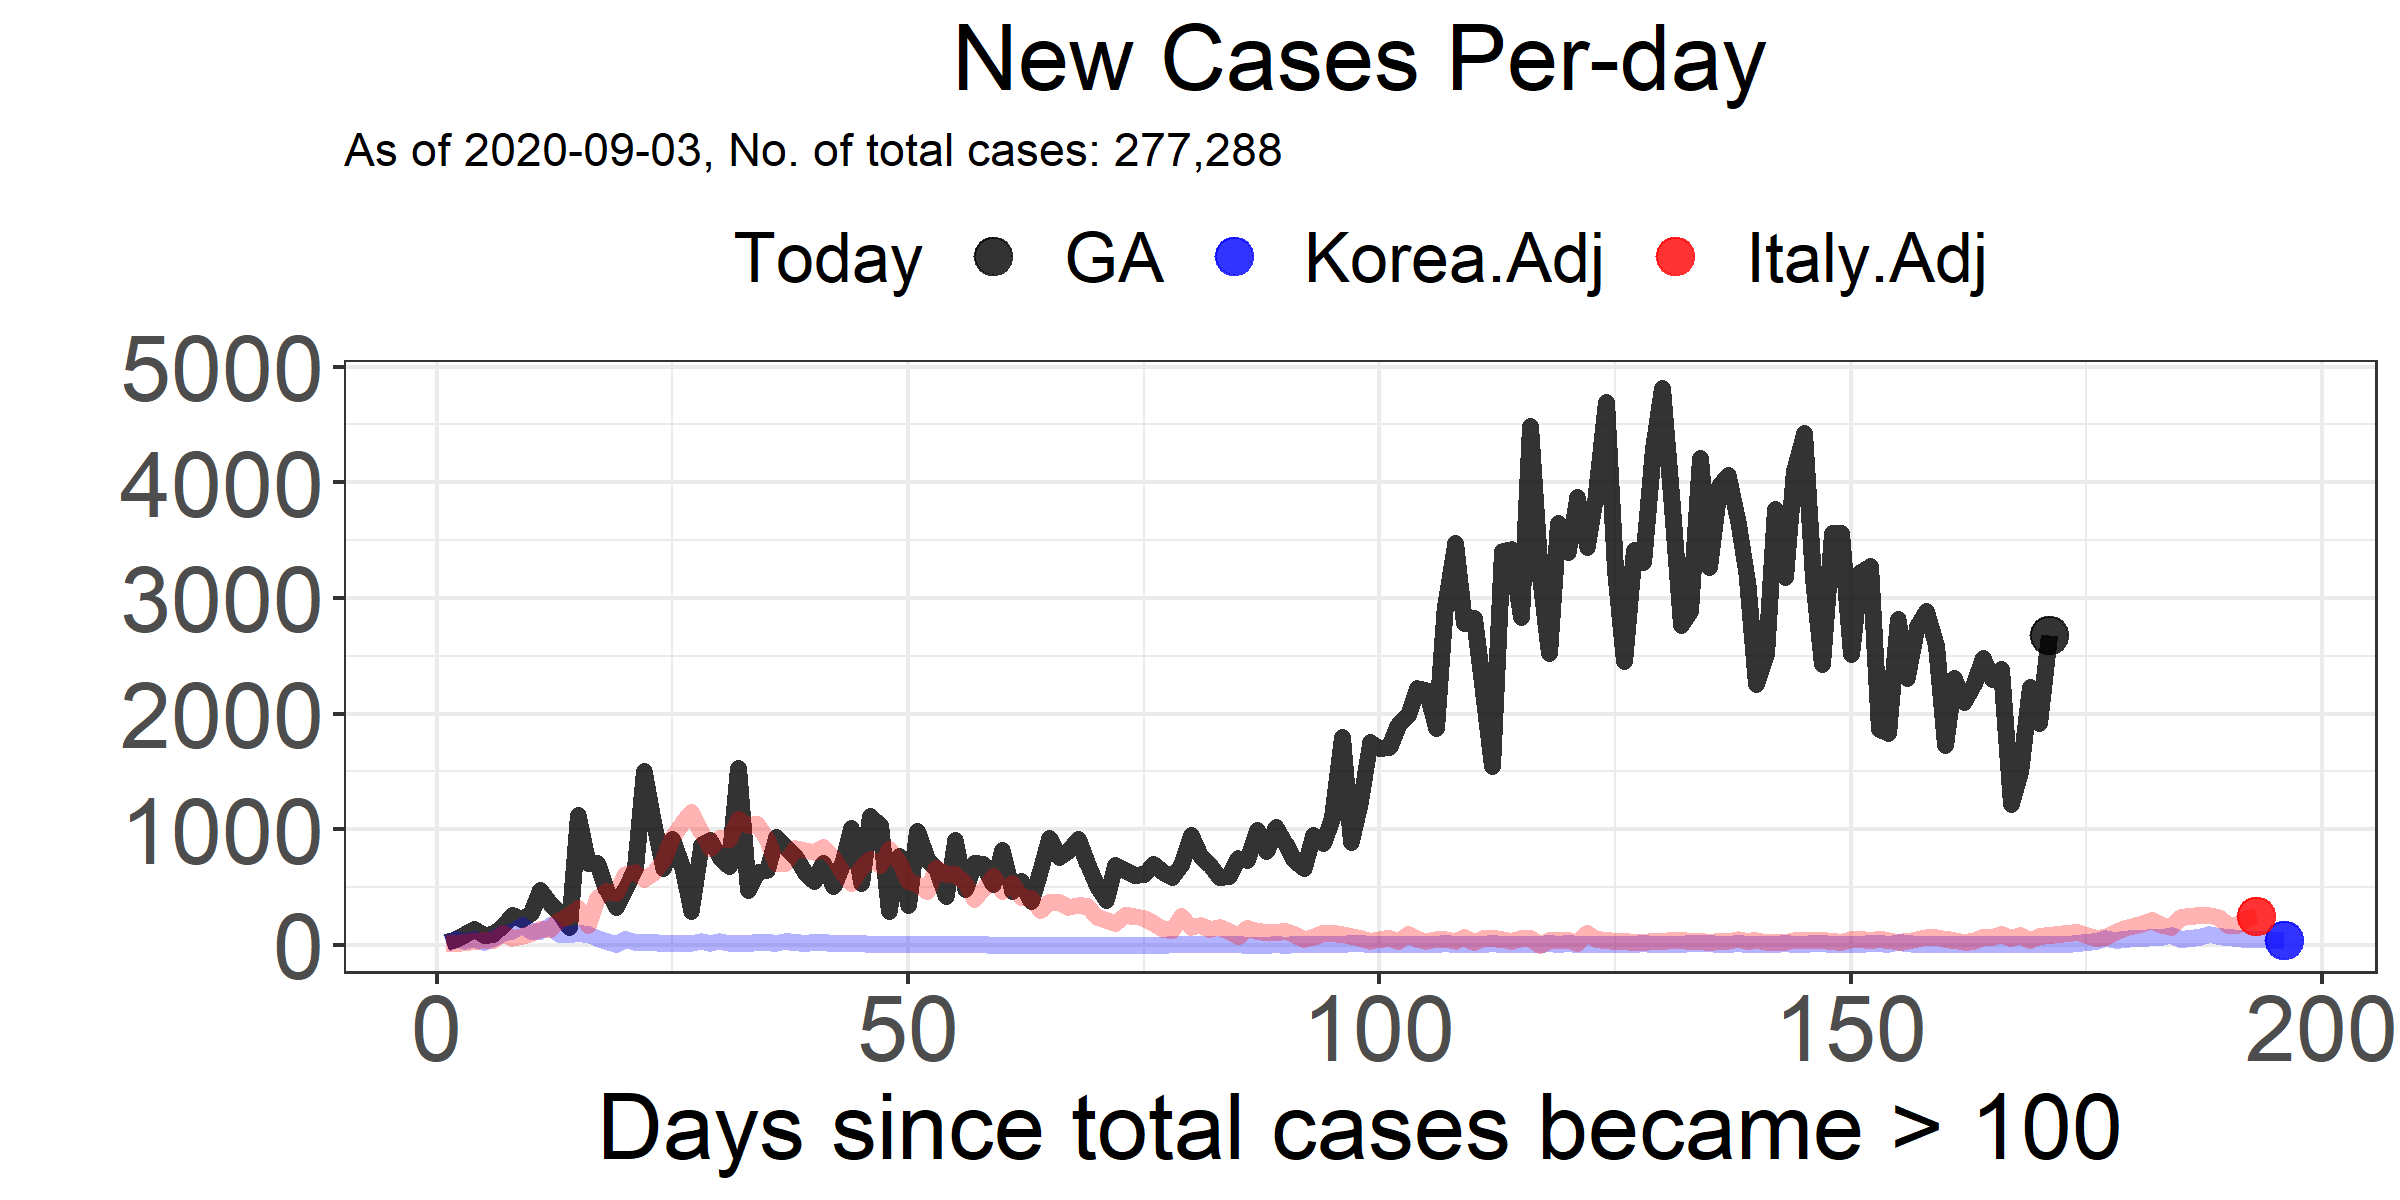 New Cases Per-day
As of 2020-09-03, No. of total cases: 277,288
Today GA Korea.Adj Italy.Adj
5000
4000
3000
2000
1000
0
0 50 100 150 200
Days since total cases became > 100